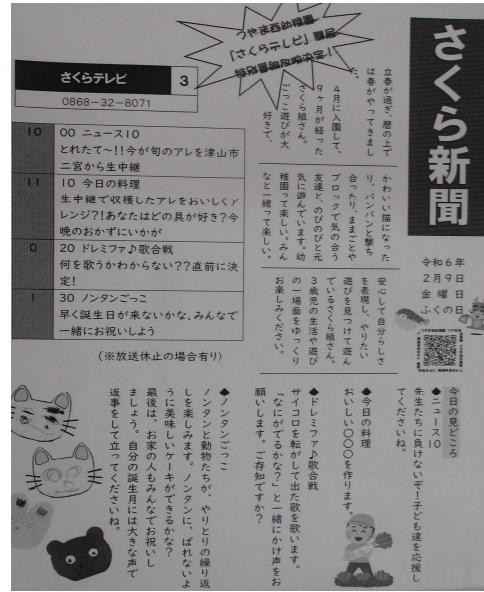 さくら新聞
令和6年
2月9日
金曜日
ふくの日
つやま西幼稚園
「さくらテレビ」開局
特別番組放映決定!
立春が過ぎ、暦の上で
は春がやってきまし
た。
4月に入園して、
9ヶ月が経った
さくら組さん。
ごっこ遊びが大
好きで、
かわいい猫になった
り、バンバンと撃ち
合ったり、ままごとや
ブロックで気の合う
友達と、のびのびと元
気に遊んでいます。幼
稚園って楽しい。みん
なと一緒って楽しい。
安心して自分らしさ
を表現し、やりたい
遊びを見つけて遊ん
でいるさくら組さん。
3歳児の生活や遊び
の一場面をゆっくり
お楽しみください。
さくらテレビ 3
0868-32-8071
10 00 ニュース10
とれたて~!!今が旬のアレを津山市
二宮から生中継
11 10 今日の料理
生中継で収穫したアレをおいしくア
レンジ?!あなたはどの具が好き?今
晩のおかずにいかが
0 20 ドレミファ♪歌合戦
何を歌うかわからない??直前に決
定!
1 30 ノンタンごっこ
早く誕生日が来ないかな、みんなで
一緒にお祝いしよう
(※放送休止の場合有り)
今日の見どころ
◆ニュース10
先生たちに負けないぞ!子ども達を応援し
てくださいね。
◆今日の料理
おいしい〇〇〇を作ります。
◆ドレミファ♪歌合戦
サイコロを転がして出た歌を歌います。
「なにがでるかな?」と一緒にかけ声をお
願いします。ご存知ですか?
◆ノンタンごっこ
ノンタンと動物たちが、やりとりの繰り返
しを楽しみます。ノンタンに、ばれないよ
うに美味しいケーキができるかな?
最後は、お家の人もみんなでお祝いし
ましょう。自分の誕生月には大きな声で
返事をして立ってくださいね。